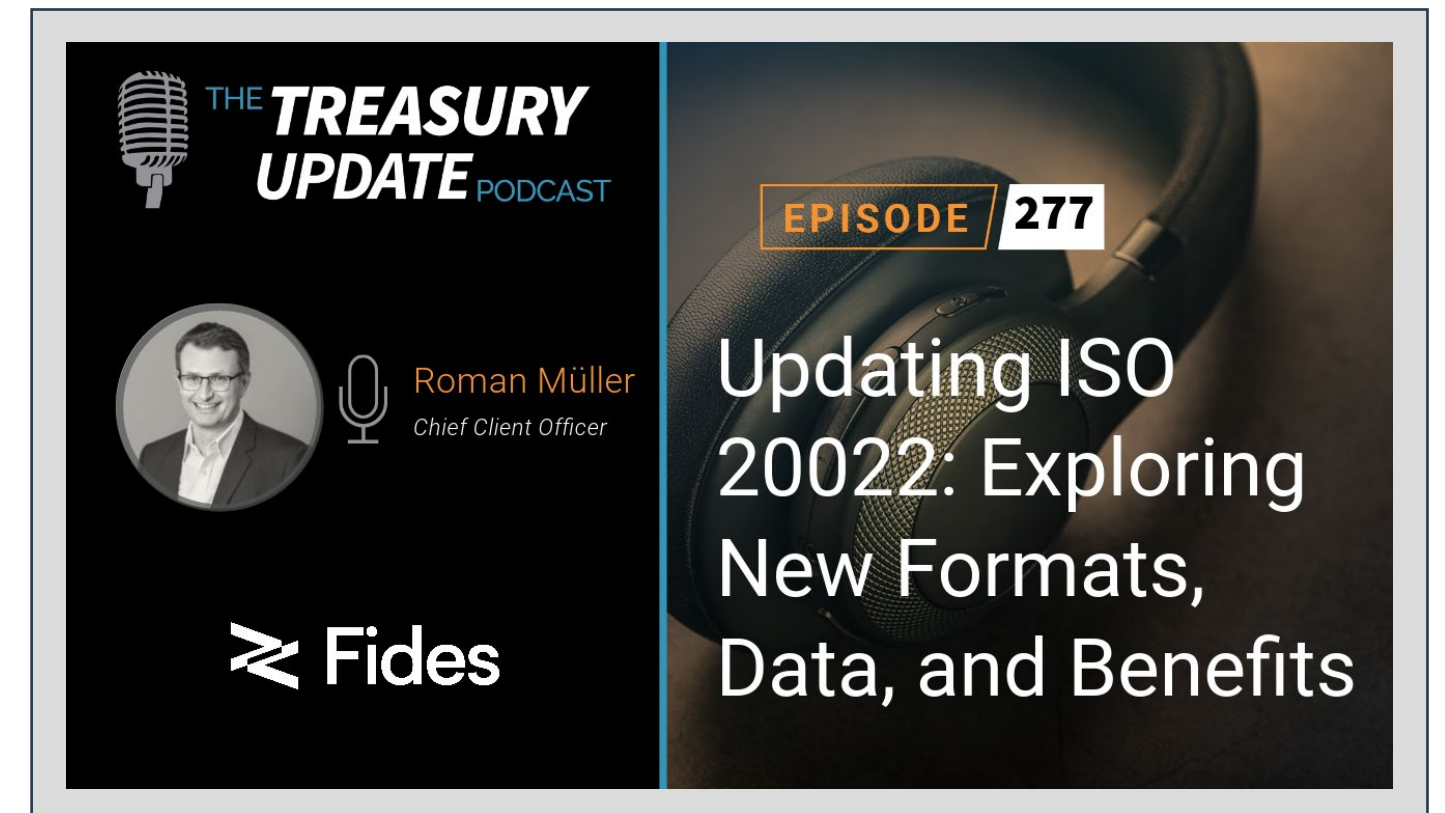 THE TREASURY
UPDATE PODCAST
Roman Müller
Chief Client Officer
Fides
EPISODE 277
Updating ISO
20022: Exploring
New Formats,
Data, and Benefits